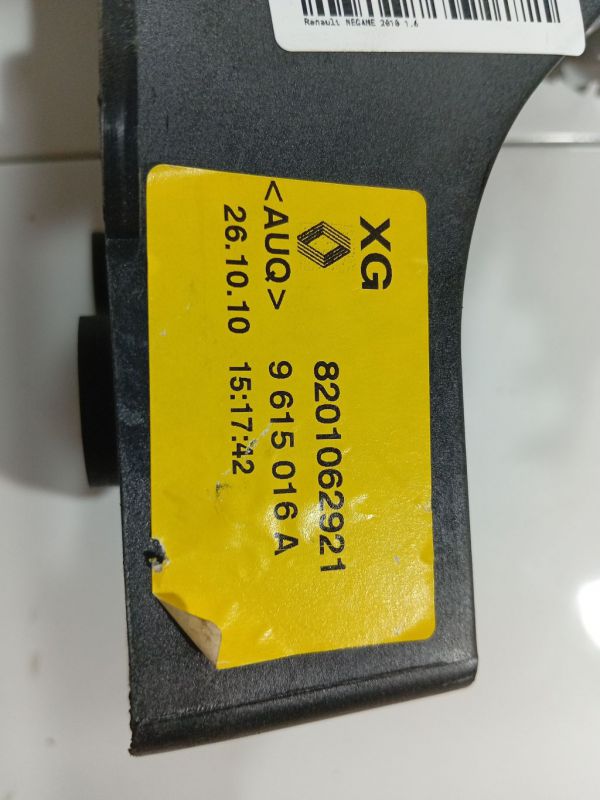 Renault MEGANE 2010 1.6
XG
8201062921
<AUQ> 9 615 016 A
26.10.10 15:17:42